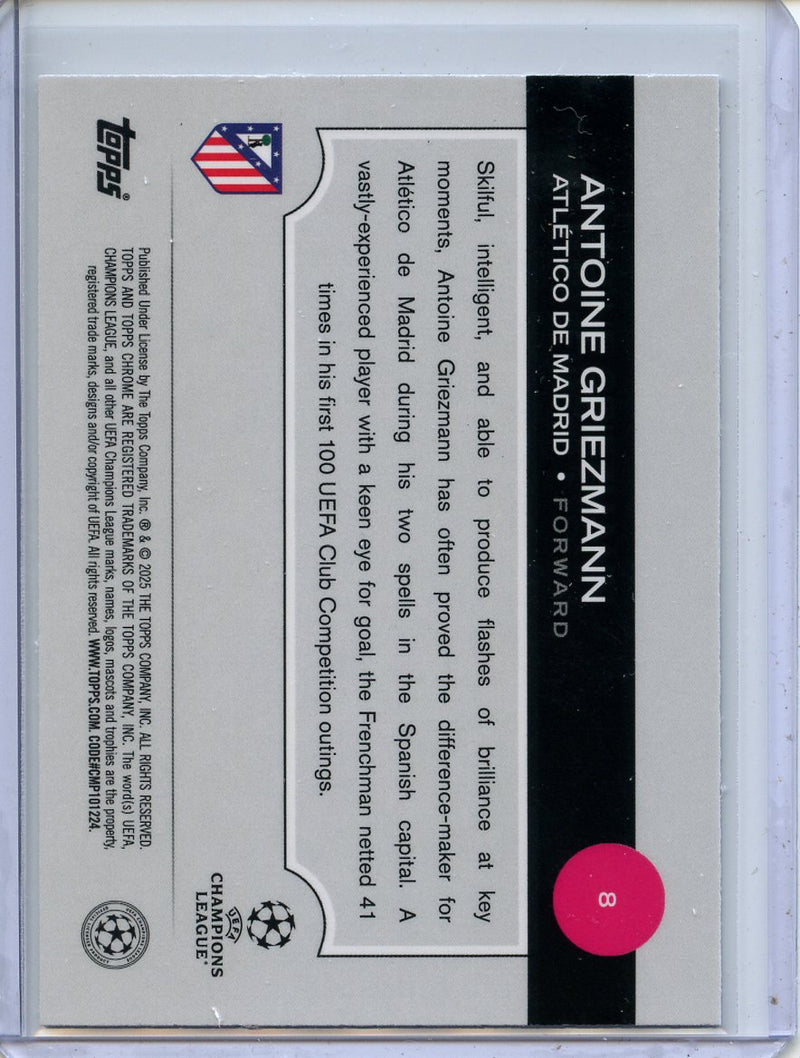 ANTOINE GRIEZMANN
ATLÉTICO DE MADRID • FORWARD
8
Skilful, intelligent, and able to produce flashes of brilliance at key
moments, Antoine Griezmann has often proved the difference-maker for
Atlético de Madrid during his two spells in the Spanish capital. A
vastly-experienced player with a keen eye for goal, the Frenchman netted 41
times in his first 100 UEFA Club Competition outings.
UEFA
CHAMPIONS
LEAGUE®
topps®
Published Under License by The Topps Company, Inc. ® & © 2025 THE TOPPS COMPANY, INC. ALL RIGHTS RESERVED.
TOPPS AND TOPPS CHROME ARE REGISTERED TRADEMARKS OF THE TOPPS COMPANY, INC. The word(s) UEFA,
CHAMPIONS LEAGUE, and all other UEFA Champions League marks, names, logos, mascots and trophies are the property,
registered trade marks, designs and/or copyright of UEFA. All rights reserved. WWW.TOPPS.COM. CODE#CMP101224.